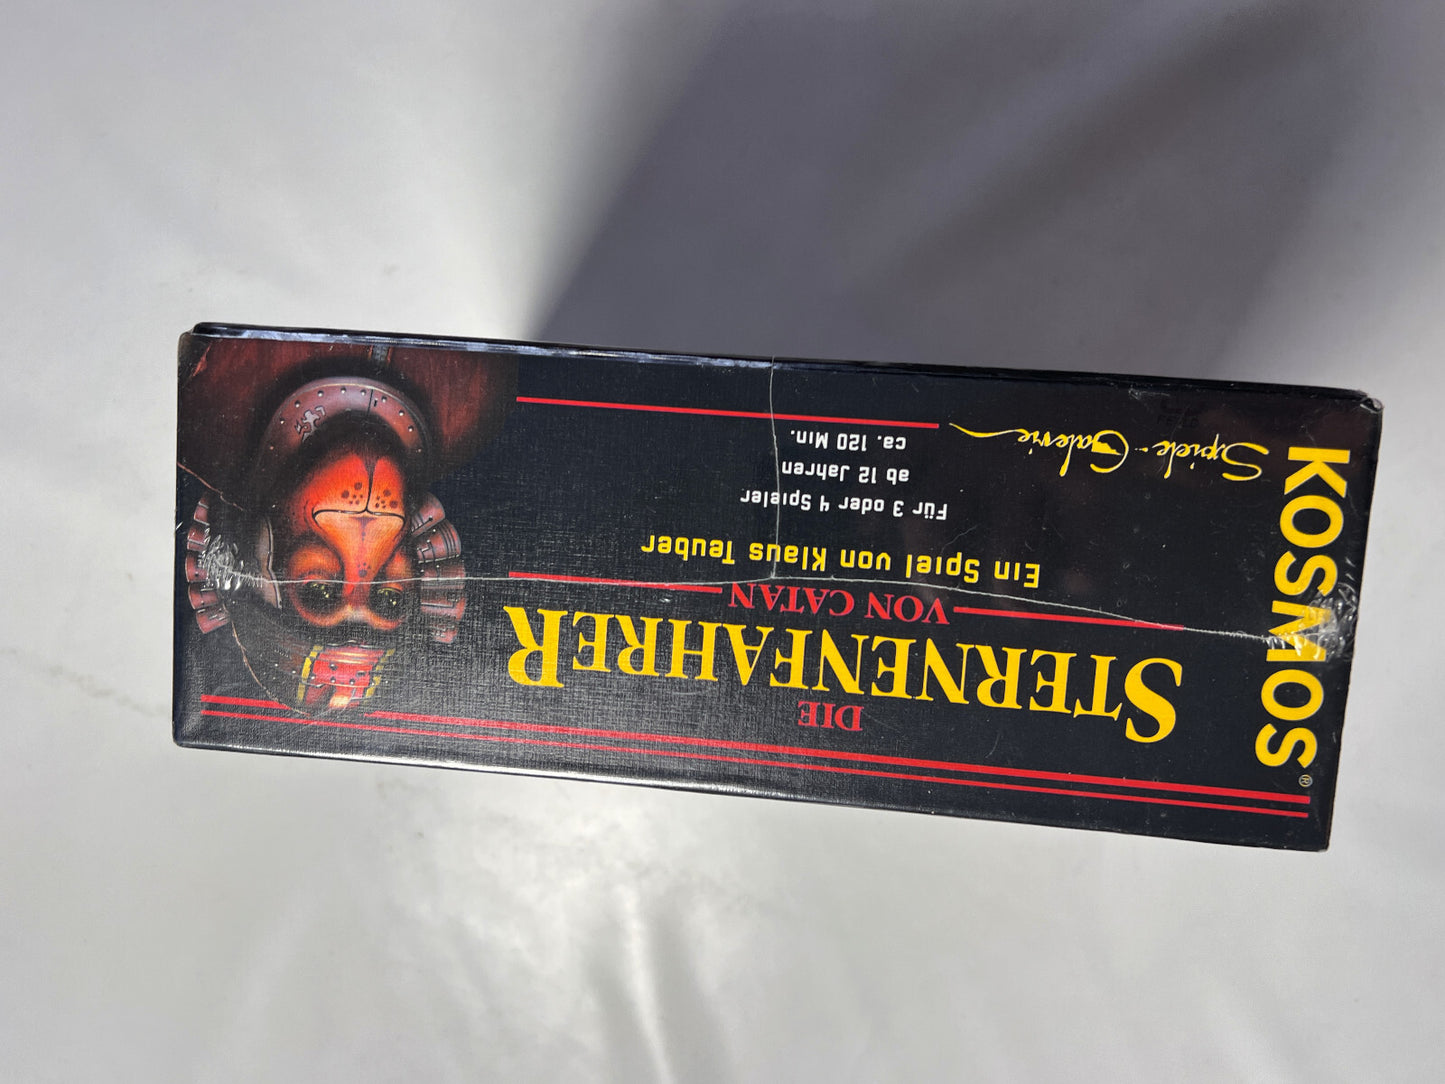 KOSMOS®
DIE
STERNENFAHRER
VON CATAN
Ein Spiel von Klaus Teuber
Für 3 oder 4 Spieler
ab 12 Jahren
ca. 120 Min.
Spiele-Galerie